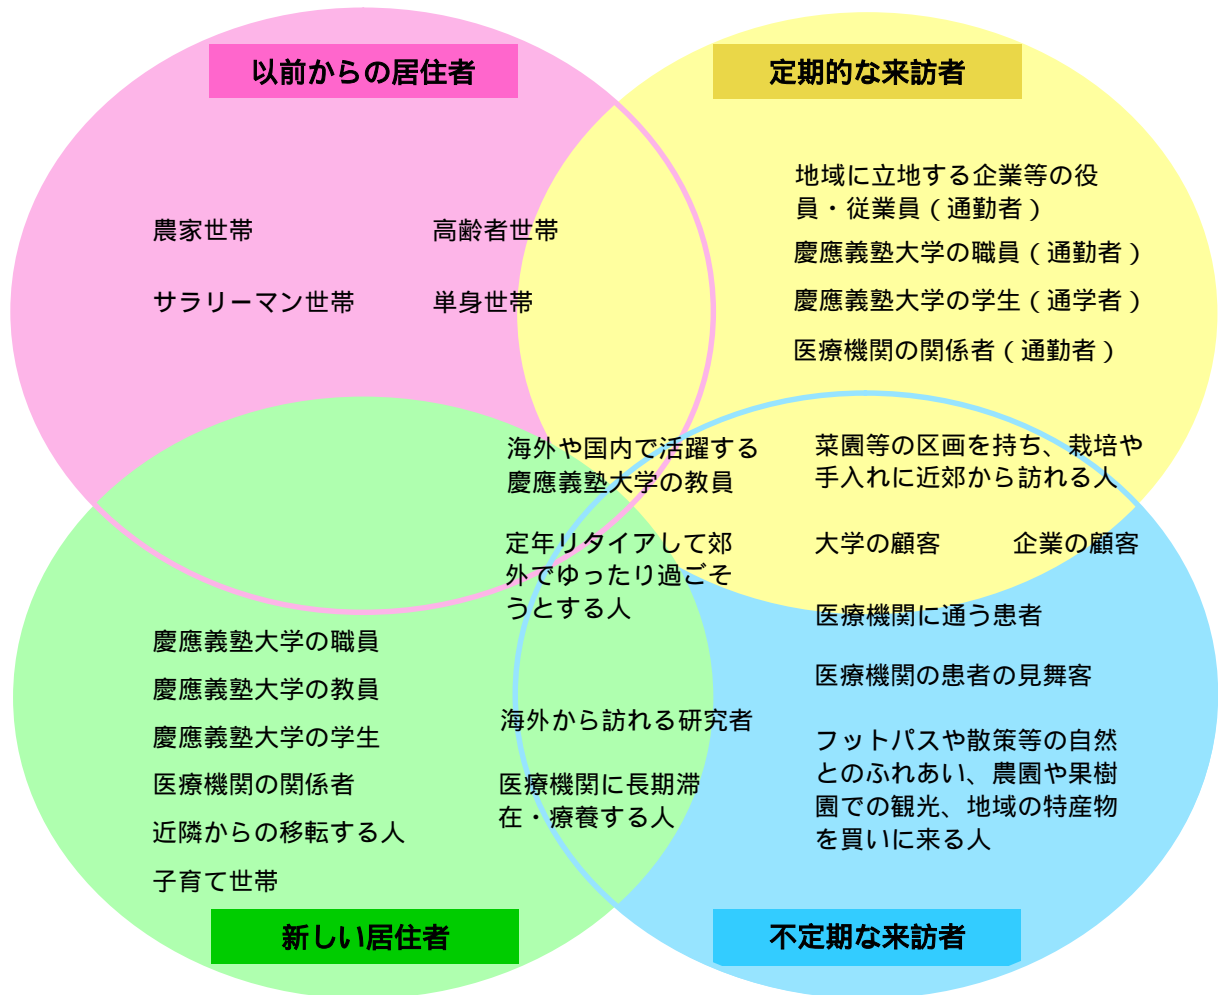 以前からの居住者
定期的な来訪者
農家世帯
高齢者世帯
サラリーマン世帯
単身世帯
地域に立地する企業等の役
員・従業員(通勤者)
慶應義塾大学の職員(通勤者)
慶應義塾大学の学生(通学者)
医療機関の関係者(通勤者)
海外や国内で活躍する
慶應義塾大学の教員
定年リタイアして郊
外でゆったり過ごそ
うとする人
菜園等の区画を持ち、栽培や
手入れに近郊から訪れる人
大学の顧客
企業の顧客
医療機関に通う患者
医療機関の患者の見舞客
フットパスや散策等の自然
とのふれあい、農園や果樹
園での観光、地域の特産物
を買いに来る人
慶應義塾大学の職員
慶應義塾大学の教員
慶應義塾大学の学生
医療機関の関係者
近隣からの移転する人
子育て世帯
海外から訪れる研究者
医療機関に長期滞
在・療養する人
新しい居住者
不定期な来訪者